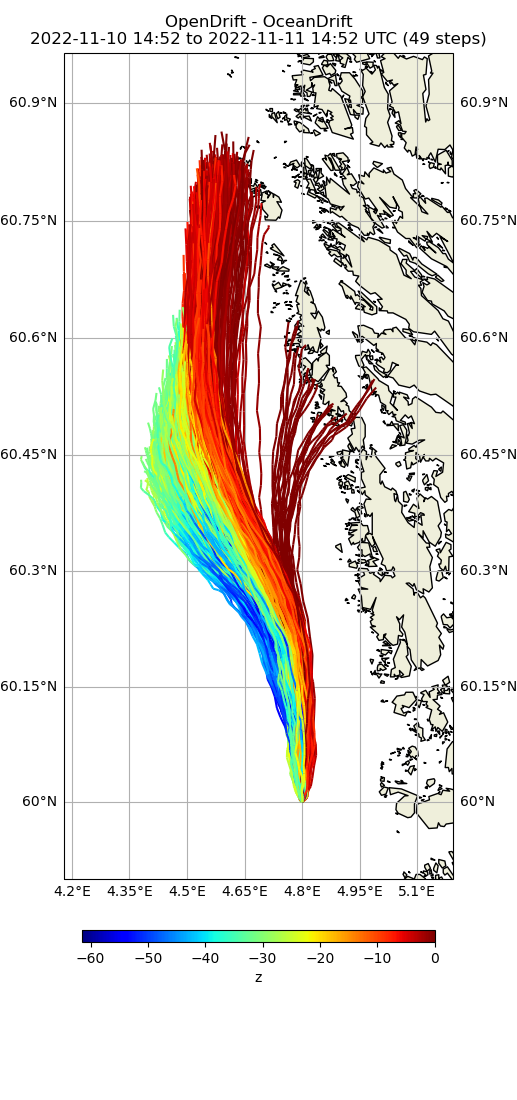 OpenDrift - OceanDrift
2022-11-10 14:52 to 2022-11-11 14:52 UTC (49 steps)
60.9°N 60.9°N
60.75°N 60.75°N
60.6°N 60.6°N
60.45°N 60.45°N
60.3°N 60.3°N
60.15°N 60.15°N
60°N 60°N
4.2°E 4.35°E 4.5°E 4.65°E 4.8°E 4.95°E 5.1°E
−60 −50 −40 −30 −20 −10 0
z